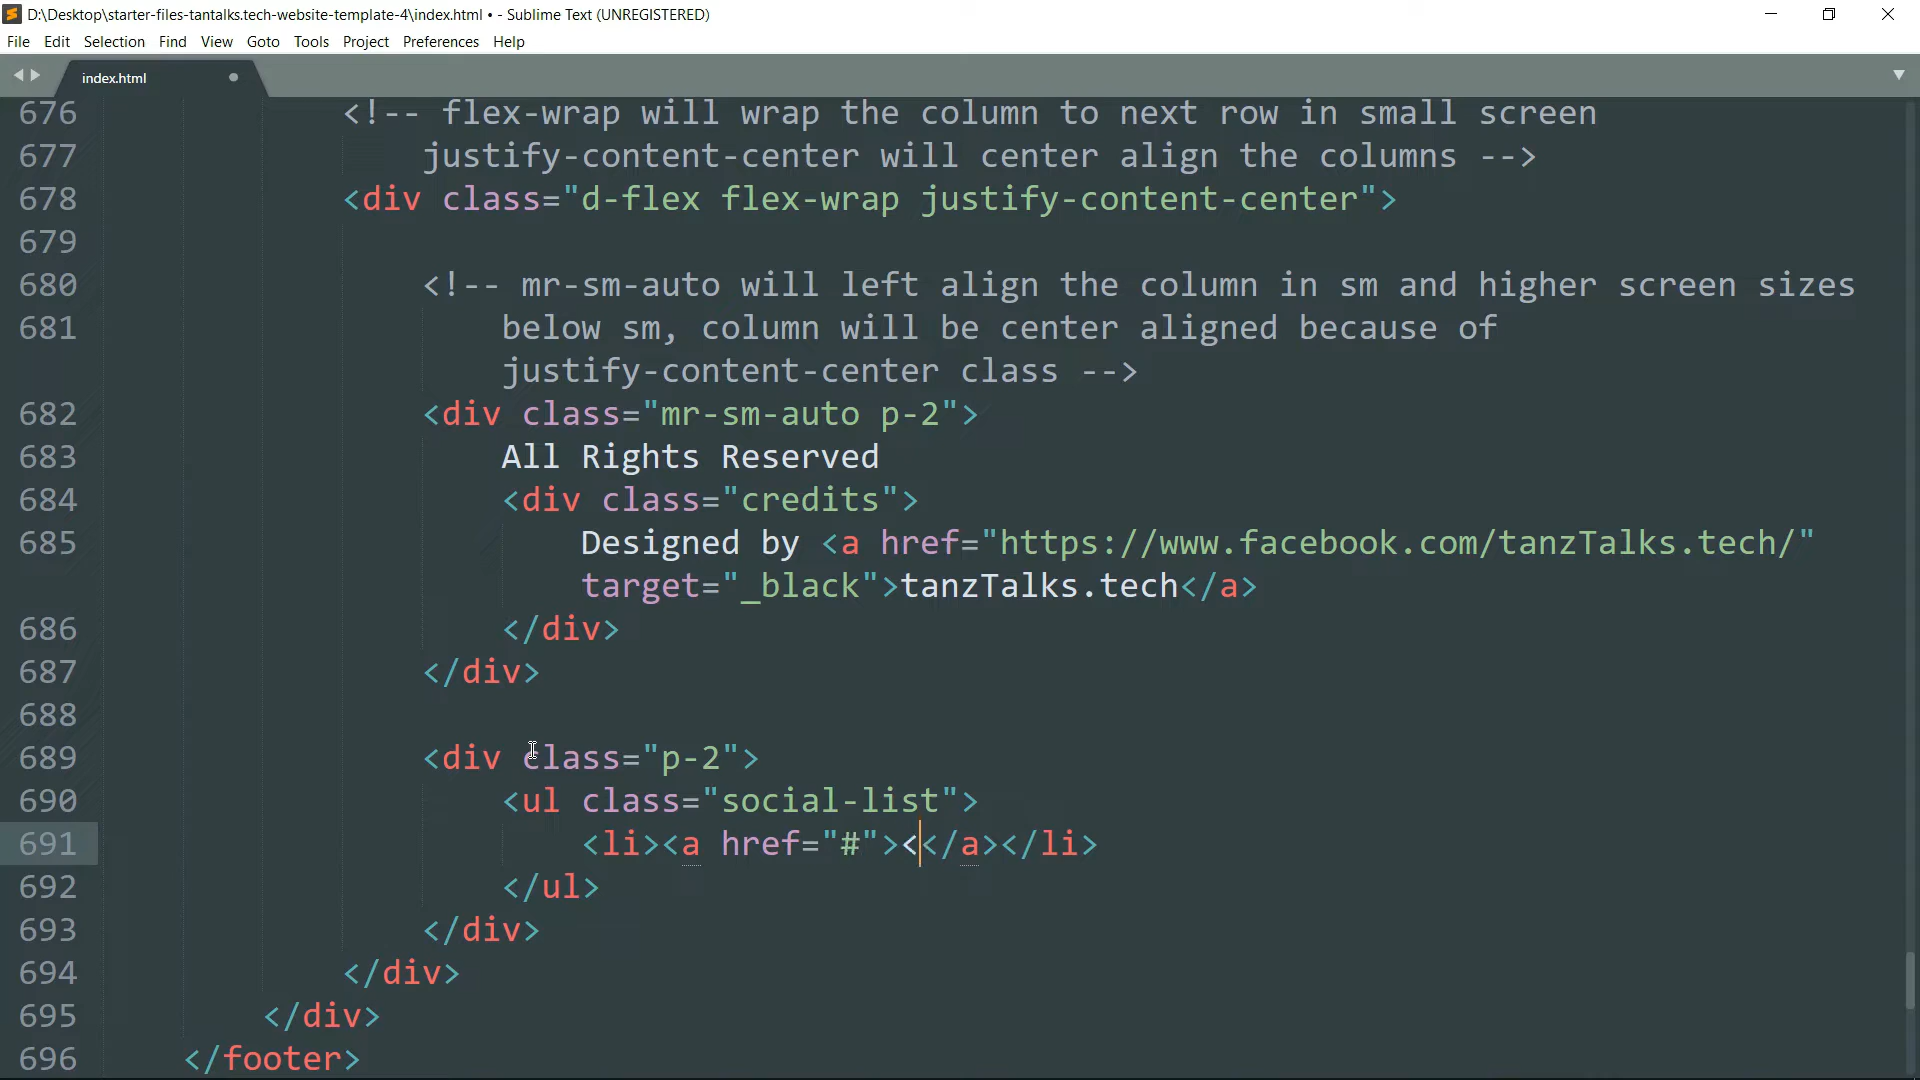 D:\Desktop\starter-files-tantalks.tech-website-template-4\index.html • - Sublime Text (UNREGISTERED)
File Edit Selection Find View Goto Tools Project Preferences Help
index.html
676 <!-- flex-wrap will wrap the column to next row in small screen
677 justify-content-center will center align the columns -->
678 <div class="d-flex flex-wrap justify-content-center">
679
680 <!-- mr-sm-auto will left align the column in sm and higher screen sizes
681 below sm, column will be center aligned because of
justify-content-center class -->
682 <div class="mr-sm-auto p-2">
683 All Rights Reserved
684 <div class="credits">
685 Designed by <a href="https://www.facebook.com/tanzTalks.tech/"
target="_black">tanzTalks.tech</a>
686 </div>
687 </div>
688
689 <div class="p-2">
690 <ul class="social-list">
691 <li><a href="#"><</a></li>
692 </ul>
693 </div>
694 </div>
695 </div>
696 </footer>